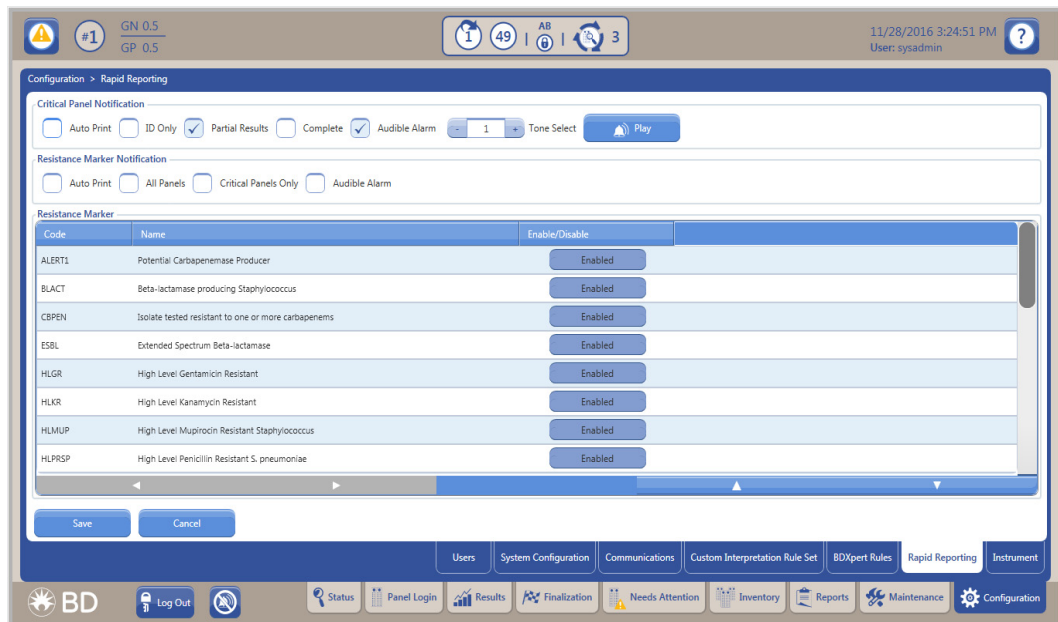 #1 GN 0.5
GP 0.5
1 49 | AB | 3
11/28/2016 3:24:51 PM
User: sysadmin
?
Configuration > Rapid Reporting
Critical Panel Notification
Auto Print ID Only Partial Results Complete Audible Alarm - 1 + Tone Select Play
Resistance Marker Notification
Auto Print All Panels Critical Panels Only Audible Alarm
Resistance Marker
Code Name Enable/Disable
ALERT1 Potential Carbapenemase Producer Enabled
BLACT Beta-lactamase producing Staphylococcus Enabled
CBPEN Isolate tested resistant to one or more carbapenems Enabled
ESBL Extended Spectrum Beta-lactamase Enabled
HLGR High Level Gentamicin Resistant Enabled
HLKR High Level Kanamycin Resistant Enabled
HLMUP High Level Mupirocin Resistant Staphylococcus Enabled
HLPRSP High Level Penicillin Resistant S. pneumoniae Enabled
Save Cancel
Users System Configuration Communications Custom Interpretation Rule Set BDXpert Rules Rapid Reporting Instrument
BD Log Out Status Panel Login Results Finalization Needs Attention Inventory Reports Maintenance Configuration